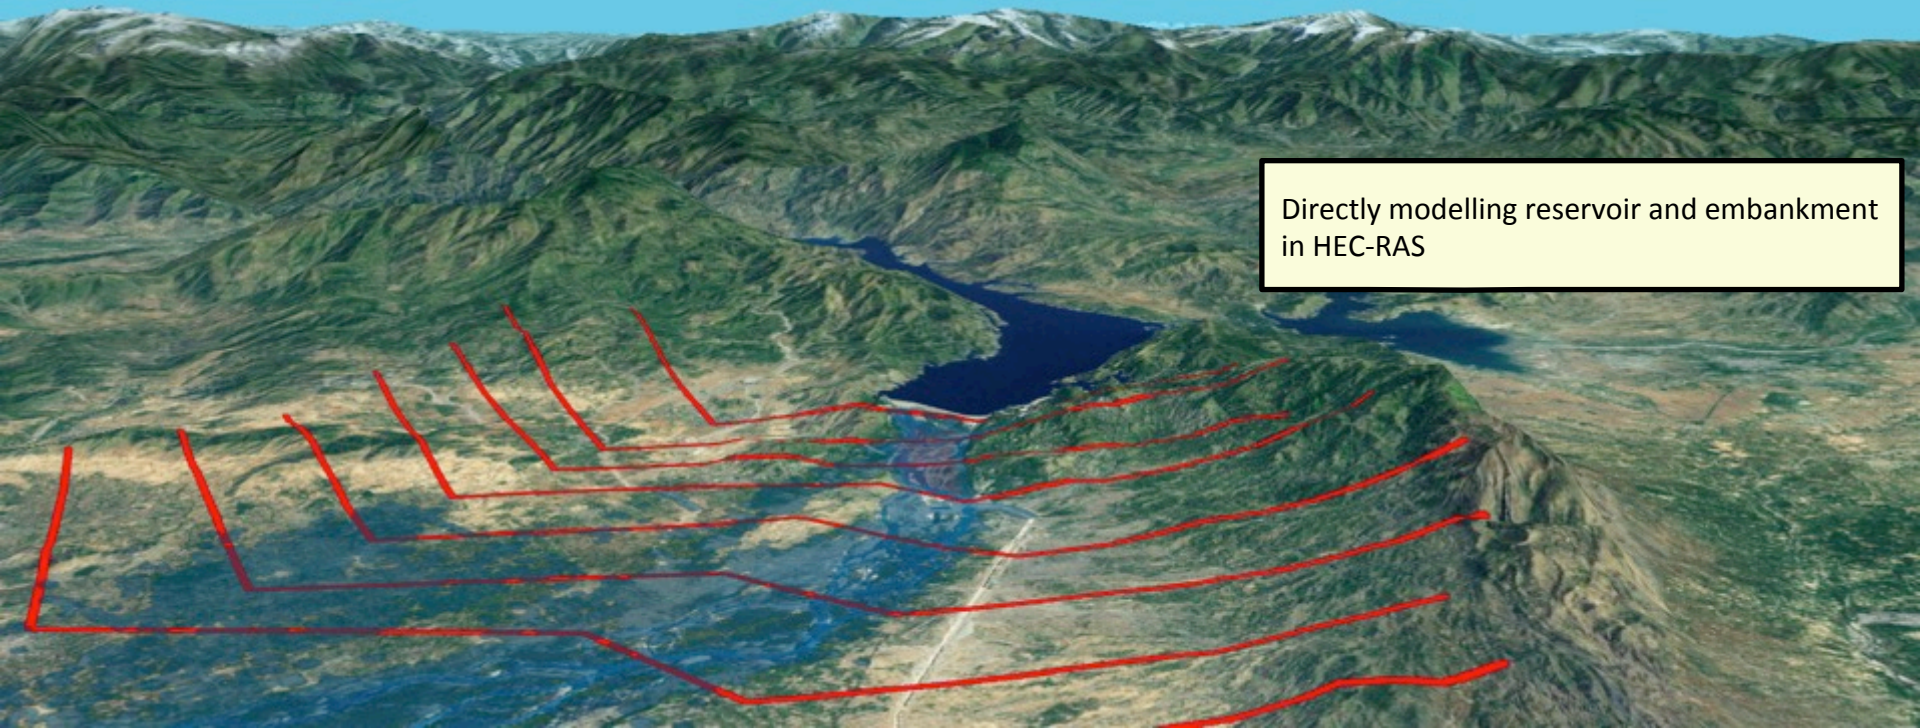 Directly modelling reservoir and embankment
in HEC-RAS